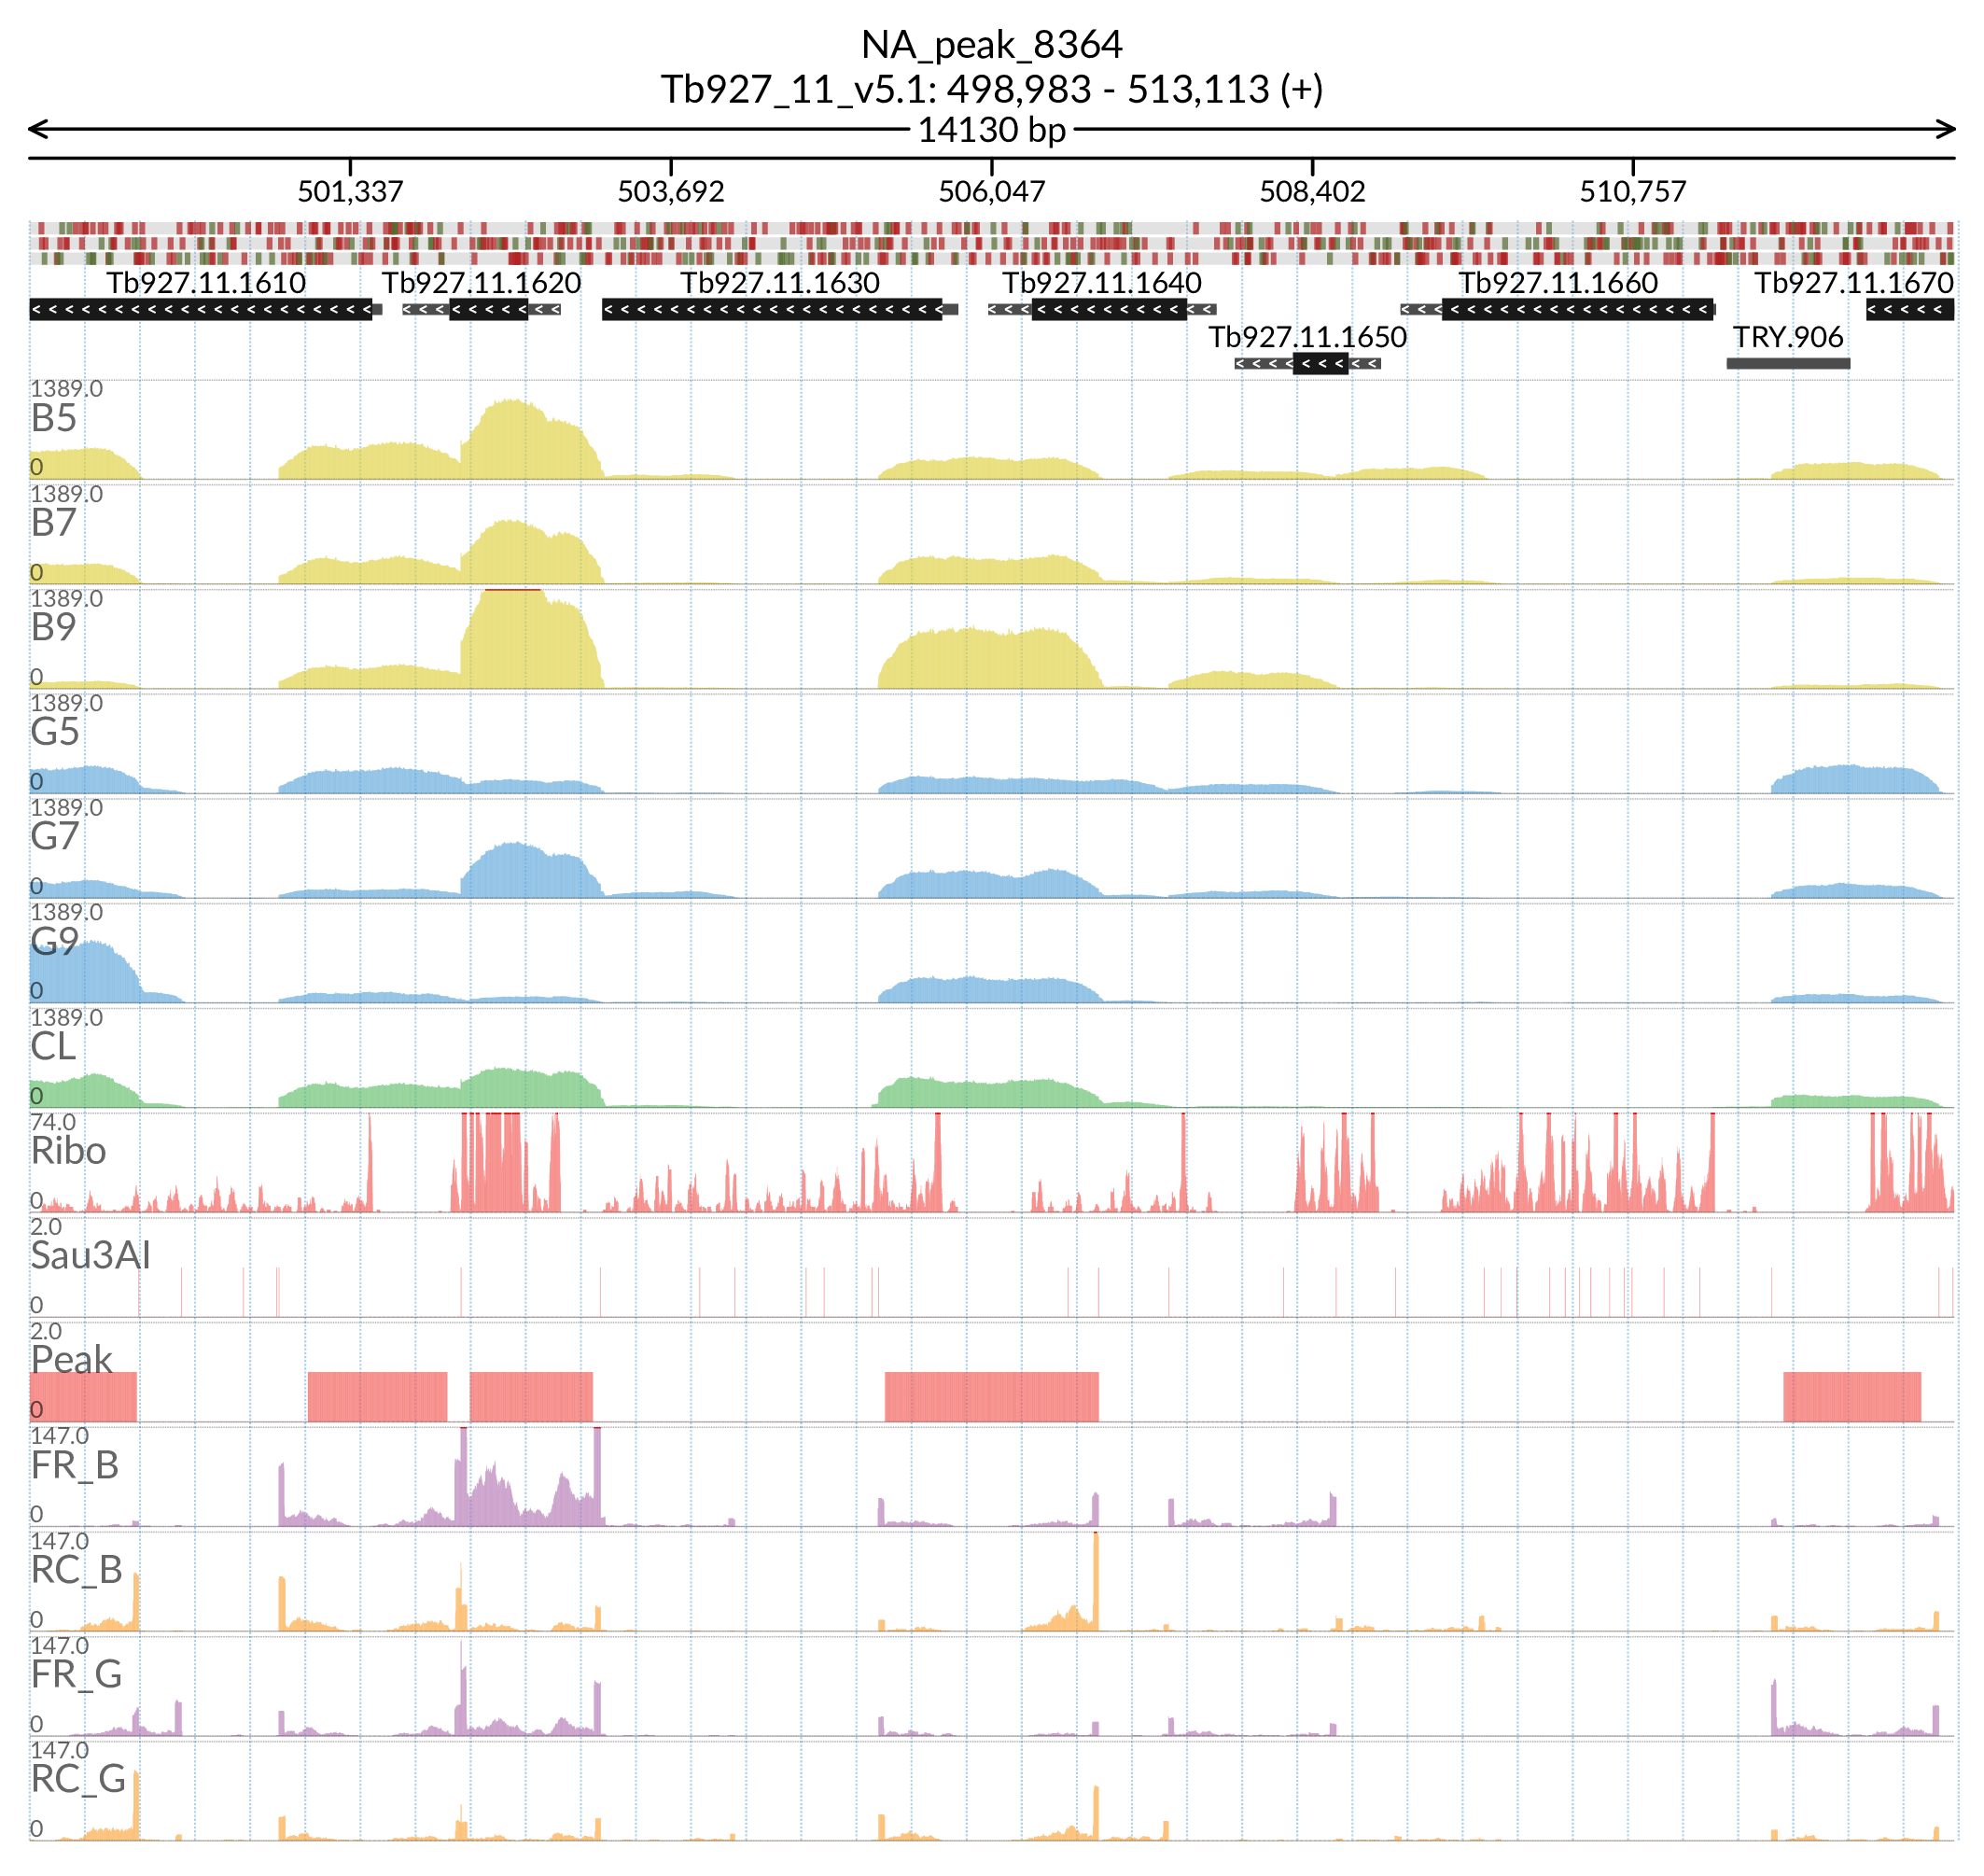 NA_peak_8364
Tb927_11_v5.1: 498,983 - 513,113 (+)
14130 bp
501,337 503,692 506,047 508,402 510,757
Tb927.11.1610 Tb927.11.1620 Tb927.11.1630 Tb927.11.1640 Tb927.11.1660 Tb927.11.1670
Tb927.11.1650 TRY.906
1389.0
B5
0
1389.0
B7
0
1389.0
B9
0
1389.0
G5
0
1389.0
G7
0
1389.0
G9
0
1389.0
CL
0
74.0
Ribo
0
2.0
Sau3AI
0
2.0
Peak
0
147.0
FR_B
0
147.0
RC_B
0
147.0
FR_G
0
147.0
RC_G
0